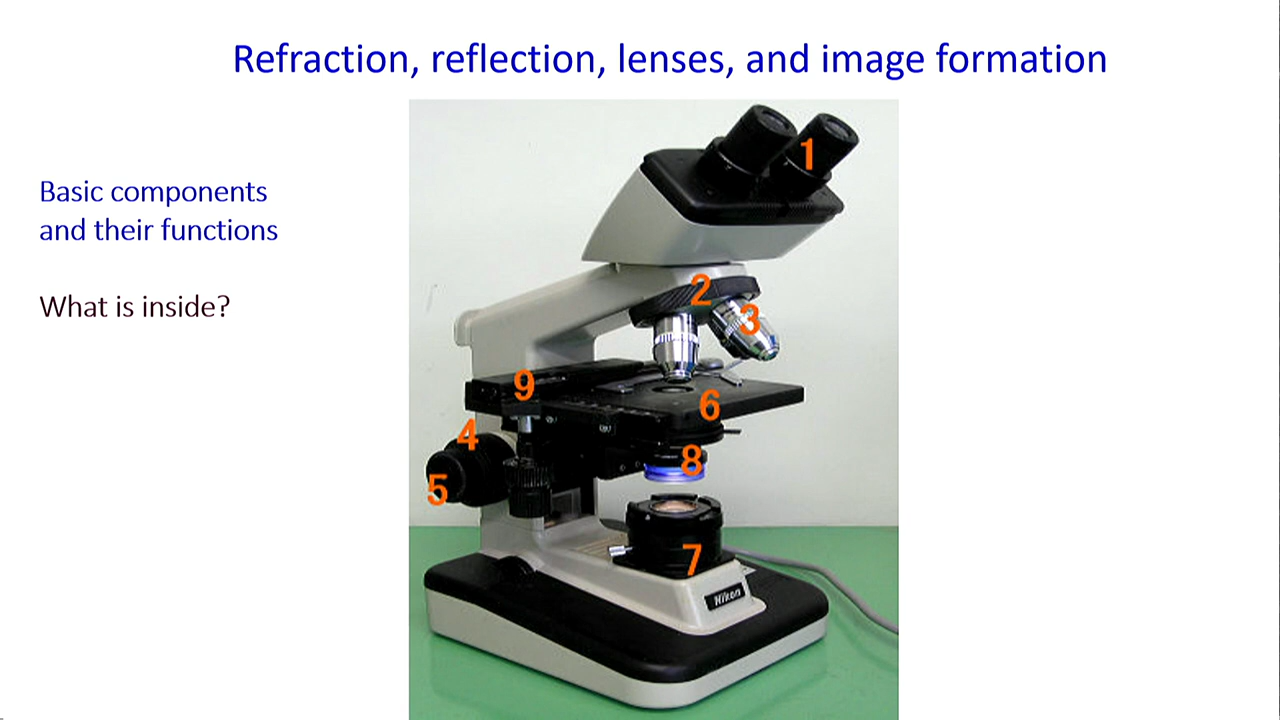 Refraction, reflection, lenses, and image formation
Basic components
and their functions
What is inside?
1
2
3
9
6
4
8
5
7
Nikon